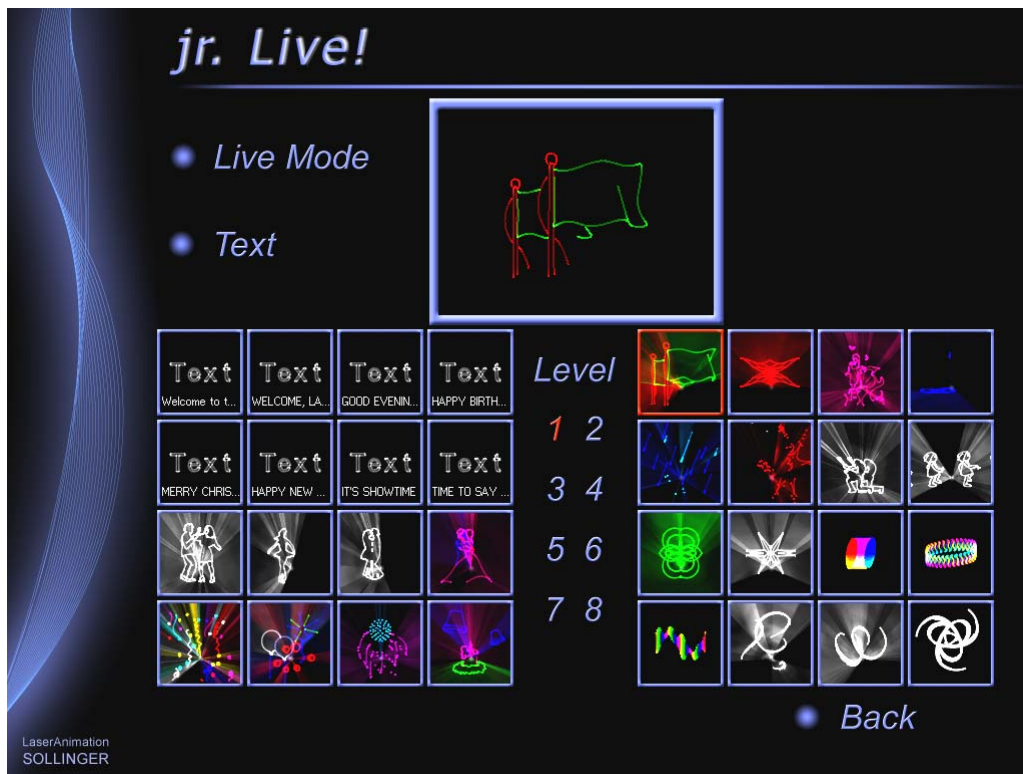 jr. Live!
Live Mode
Text
Text Text Text Text
Welcome to t... WELCOME, LA... GOOD EVENIN... HAPPY BIRTH...
Text Text Text Text
MERRY CHRIS... HAPPY NEW ... IT'S SHOWTIME TIME TO SAY ...
Level
1 2
3 4
5 6
7 8
Back
LaserAnimation
SOLLINGER